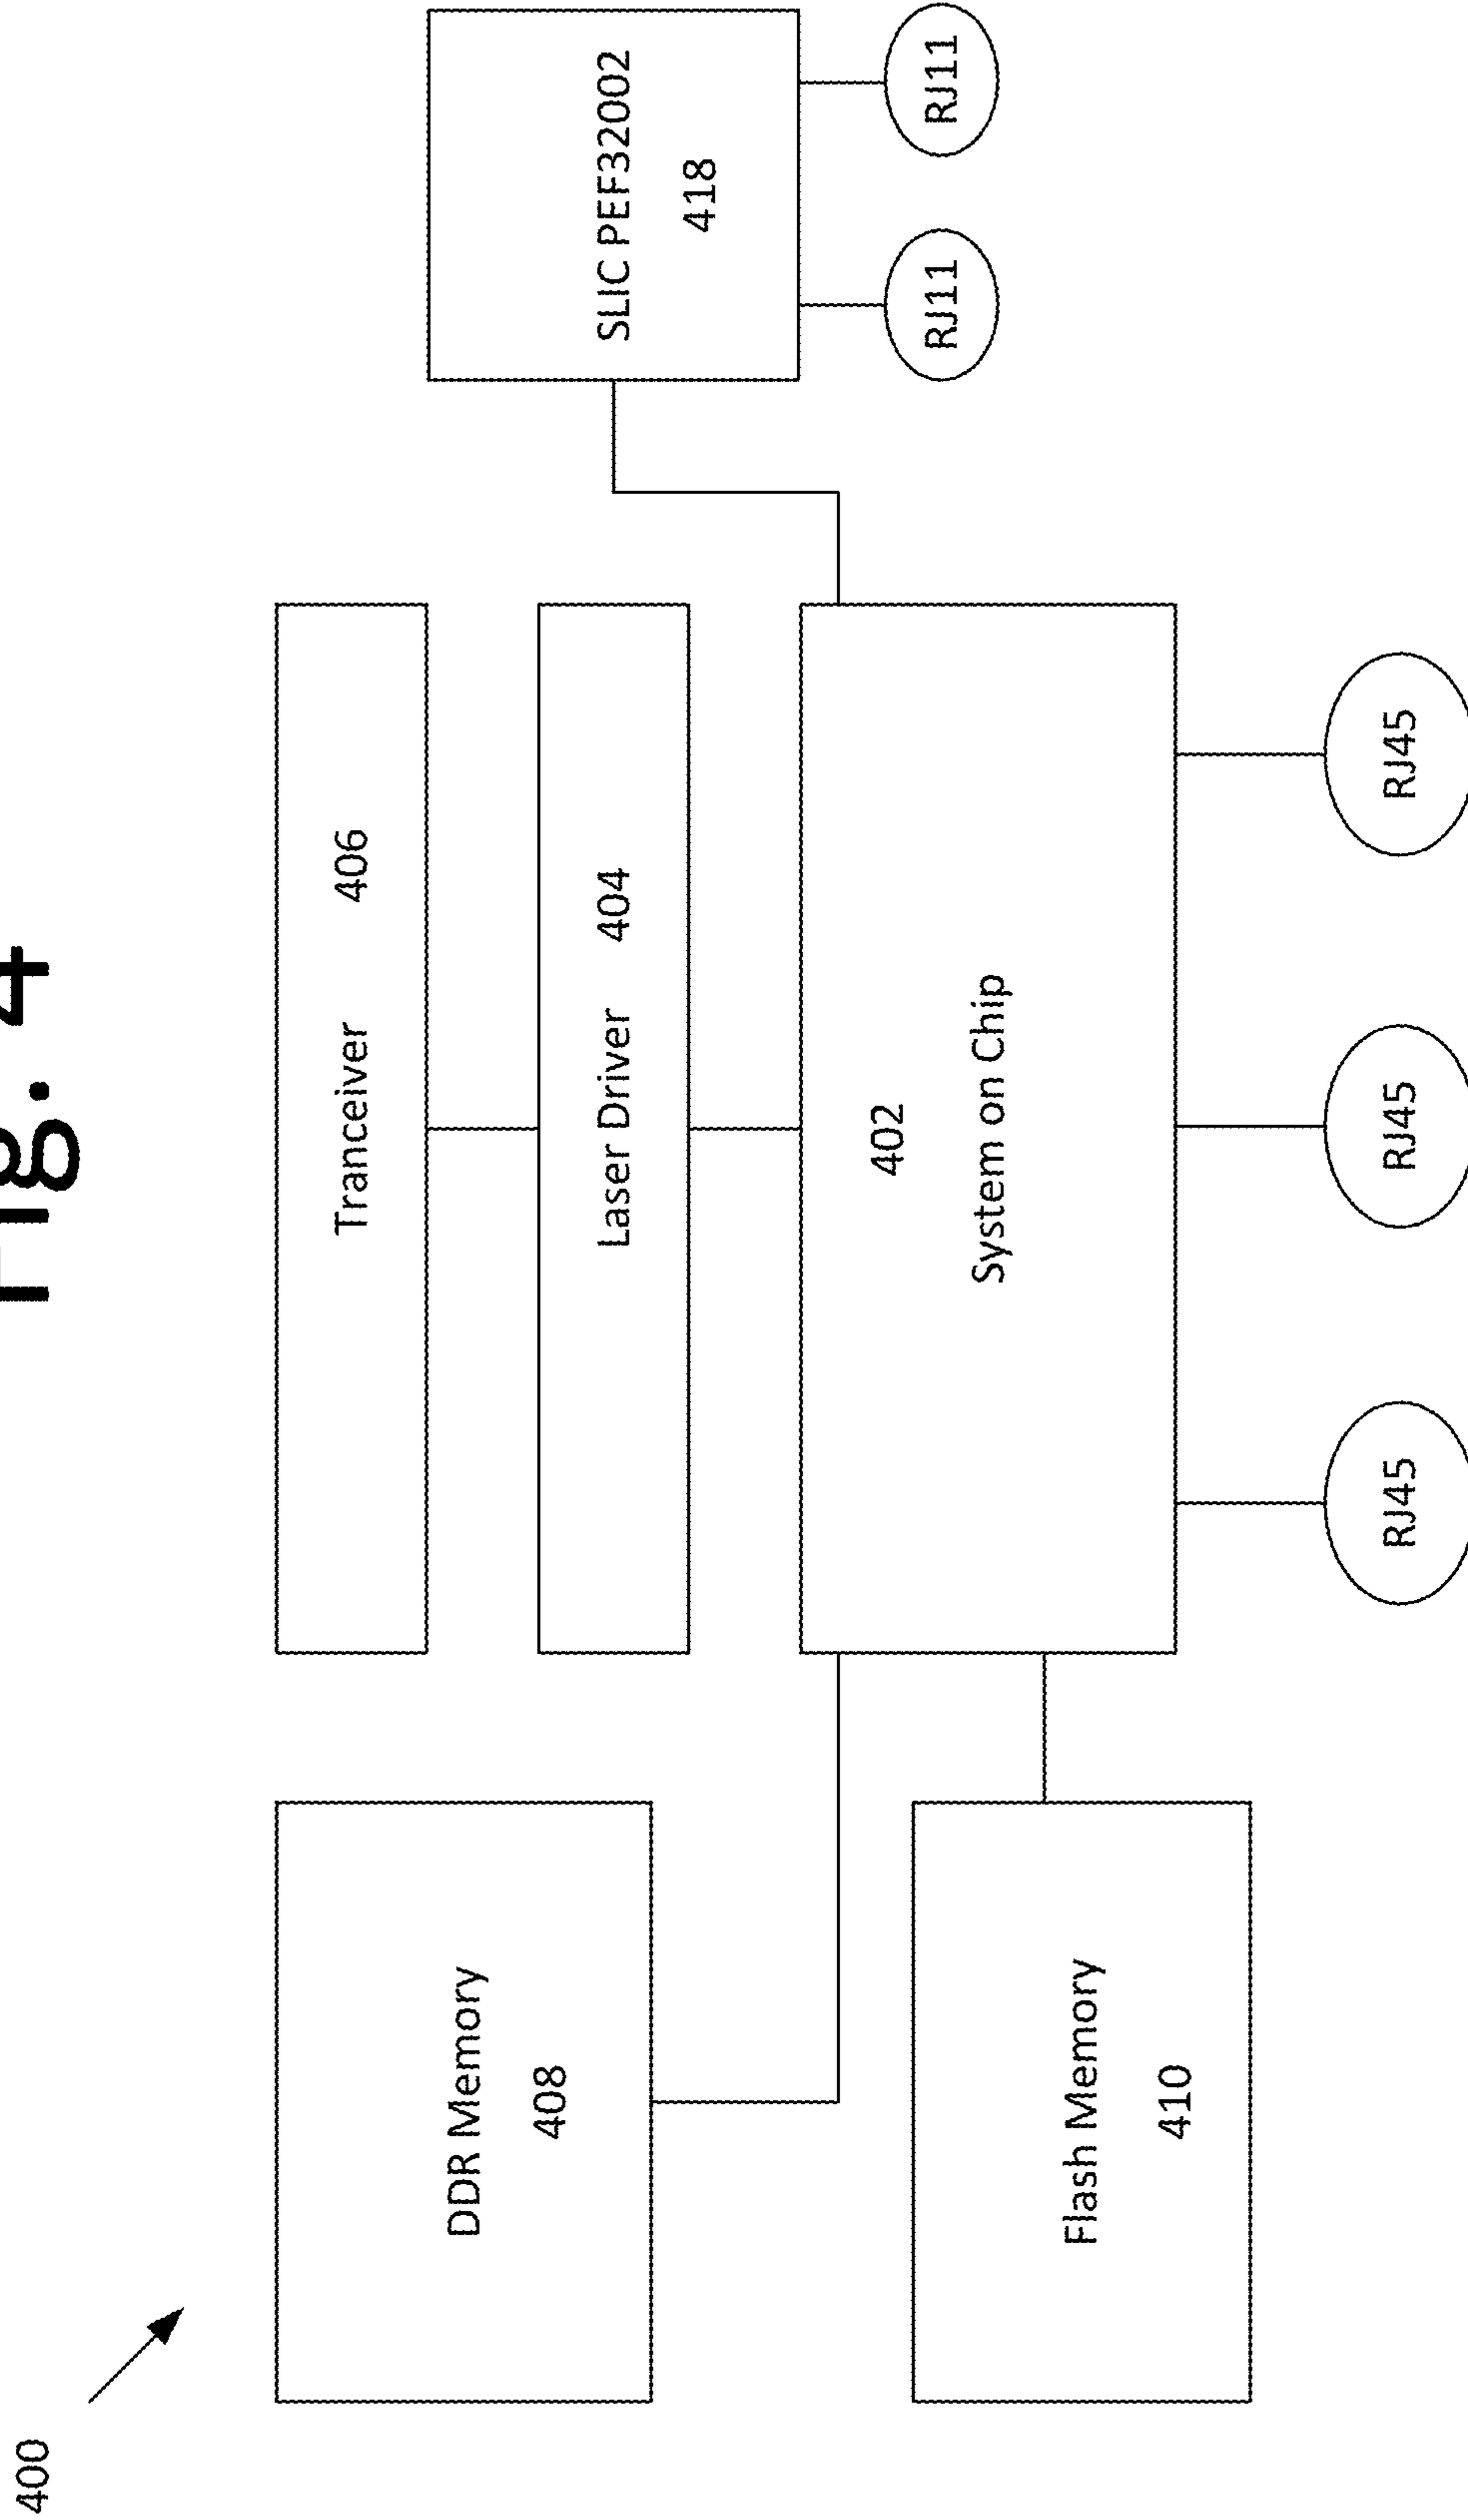 Fig. 4
400
Tranceiver 406
Laser Driver 404
402
System on Chip
DDR Memory
408
Flash Memory
410
SLIC PEF32002
418
RJ11
RJ11
RJ45
RJ45
RJ45